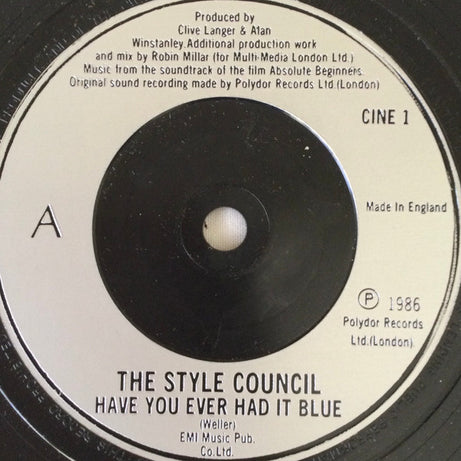 Produced by
Clive Langer & Alan
Winstanley. Additional production work
and mix by Robin Millar (for Multi-Media London Ltd.)
Music from the soundtrack of the film Absolute Beginners.
Original sound recording made by Polydor Records Ltd.(London)
CINE 1
A
Made In England
Ⓟ 1986
Polydor Records
Ltd.(London).
THE STYLE COUNCIL
HAVE YOU EVER HAD IT BLUE
(Weller)
EMI Music Pub.
Co.Ltd.